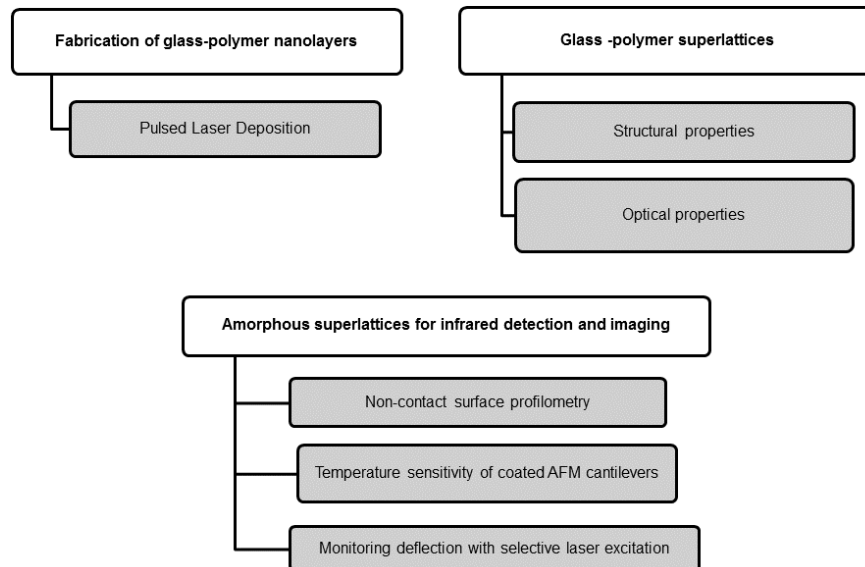 Fabrication of glass-polymer nanolayers
Pulsed Laser Deposition
Glass -polymer superlattices
Structural properties
Optical properties
Amorphous superlattices for infrared detection and imaging
Non-contact surface profilometry
Temperature sensitivity of coated AFM cantilevers
Monitoring deflection with selective laser excitation